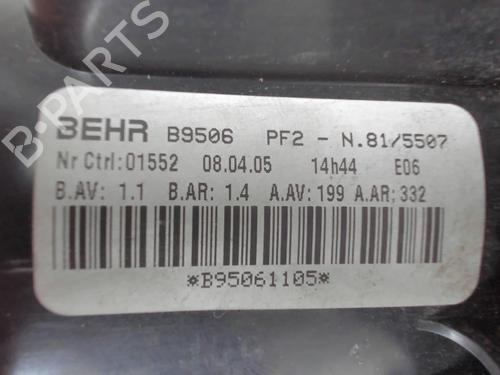 B-PARTS
BEHR B9506 PF2 - N.81/5507
Nr Ctrl:01552 08.04.05 14h44 E06
B.AV: 1.1 B.AR: 1.4 A.AV:199 A.AR:332
*B95061105*